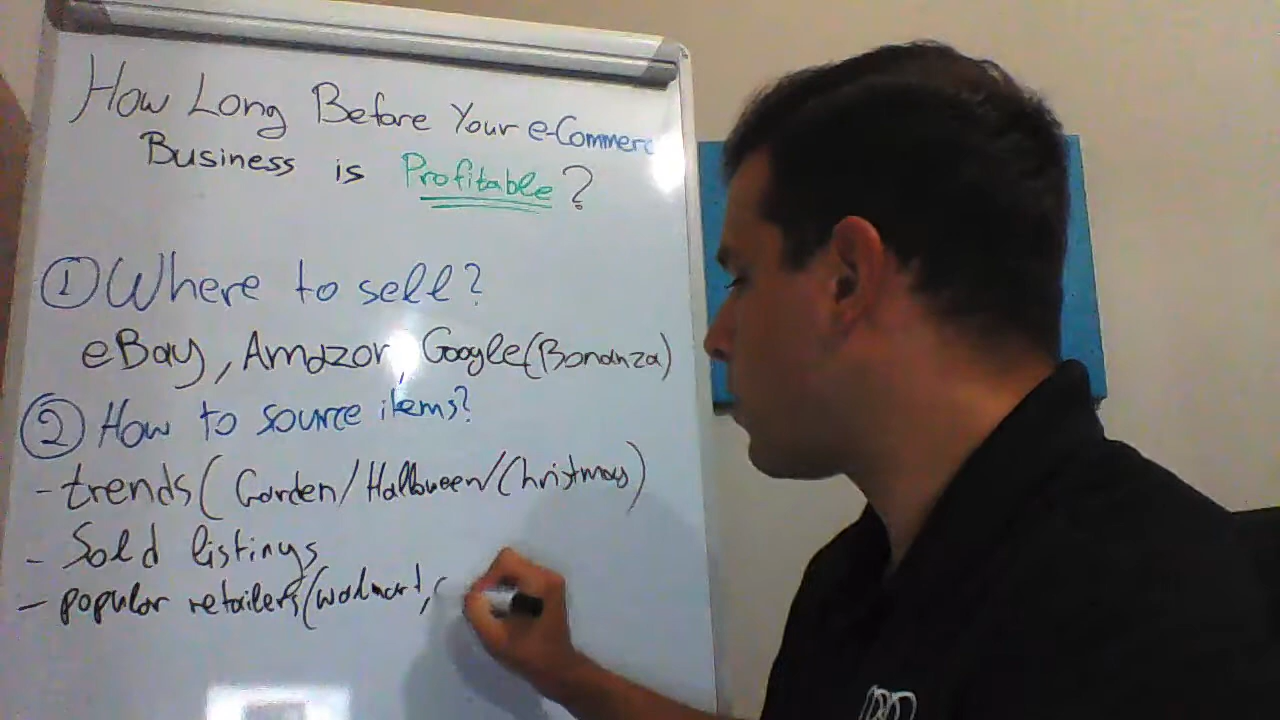 How Long Before Your e-Commerc
Business is Profitable?
① Where to sell?
eBay, Amazon, Google(Bonanza)
② How to source items?
- trends (Garden/Halloween/Christmas)
- Sold listings
- popular retailers(walmart,